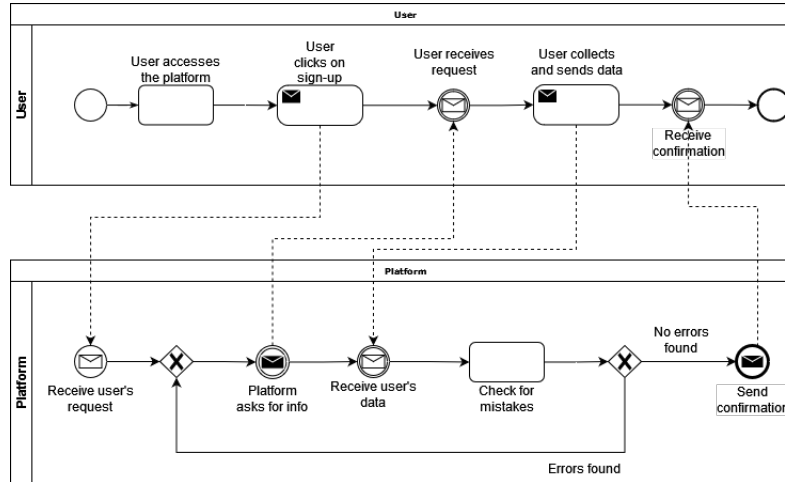 User
User
User accesses
the platform
User
clicks on
sign-up
User receives
request
User collects
and sends data
Receive
confirmation
Platform
Platform
Receive user's
request
Platform
asks for info
Receive user's
data
Check for
mistakes
No errors
found
Send
confirmation
Errors found